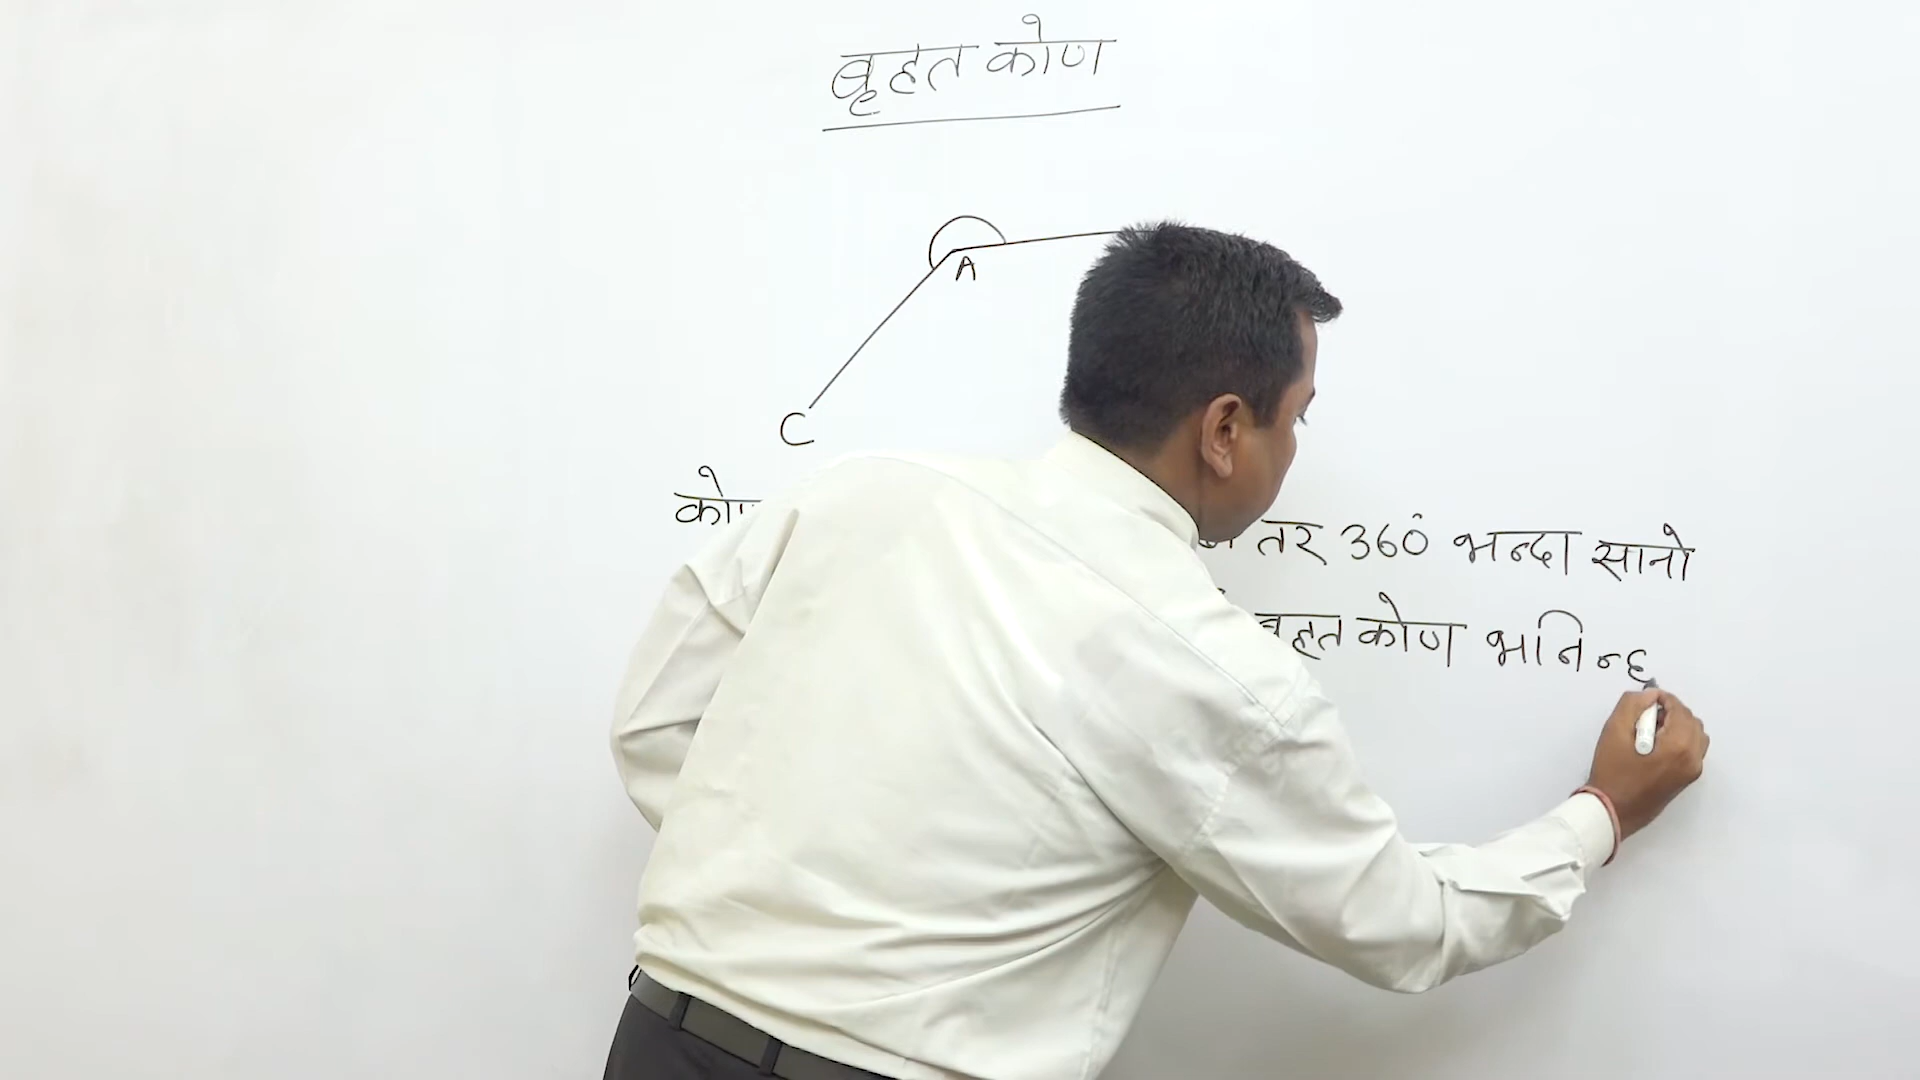 बृहत कोण
A
C
तर 360° भन्दा सानो
बृहत कोण भनिन्छ